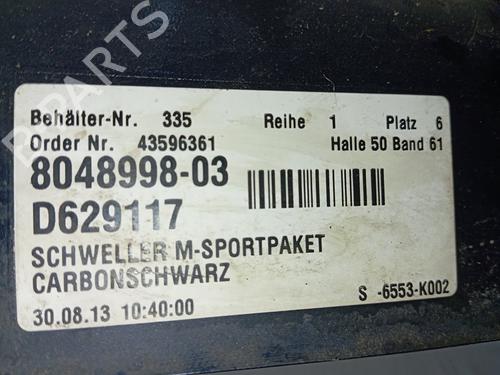 PARTS
Behälter-Nr. 335 Reihe 1 Platz 6
Order Nr. 43596361 Halle 50 Band 61
8048998-03
D629117
SCHWELLER M-SPORTPAKET
CARBONSCHWARZ
S -6553-K002
30.08.13 10:40:00